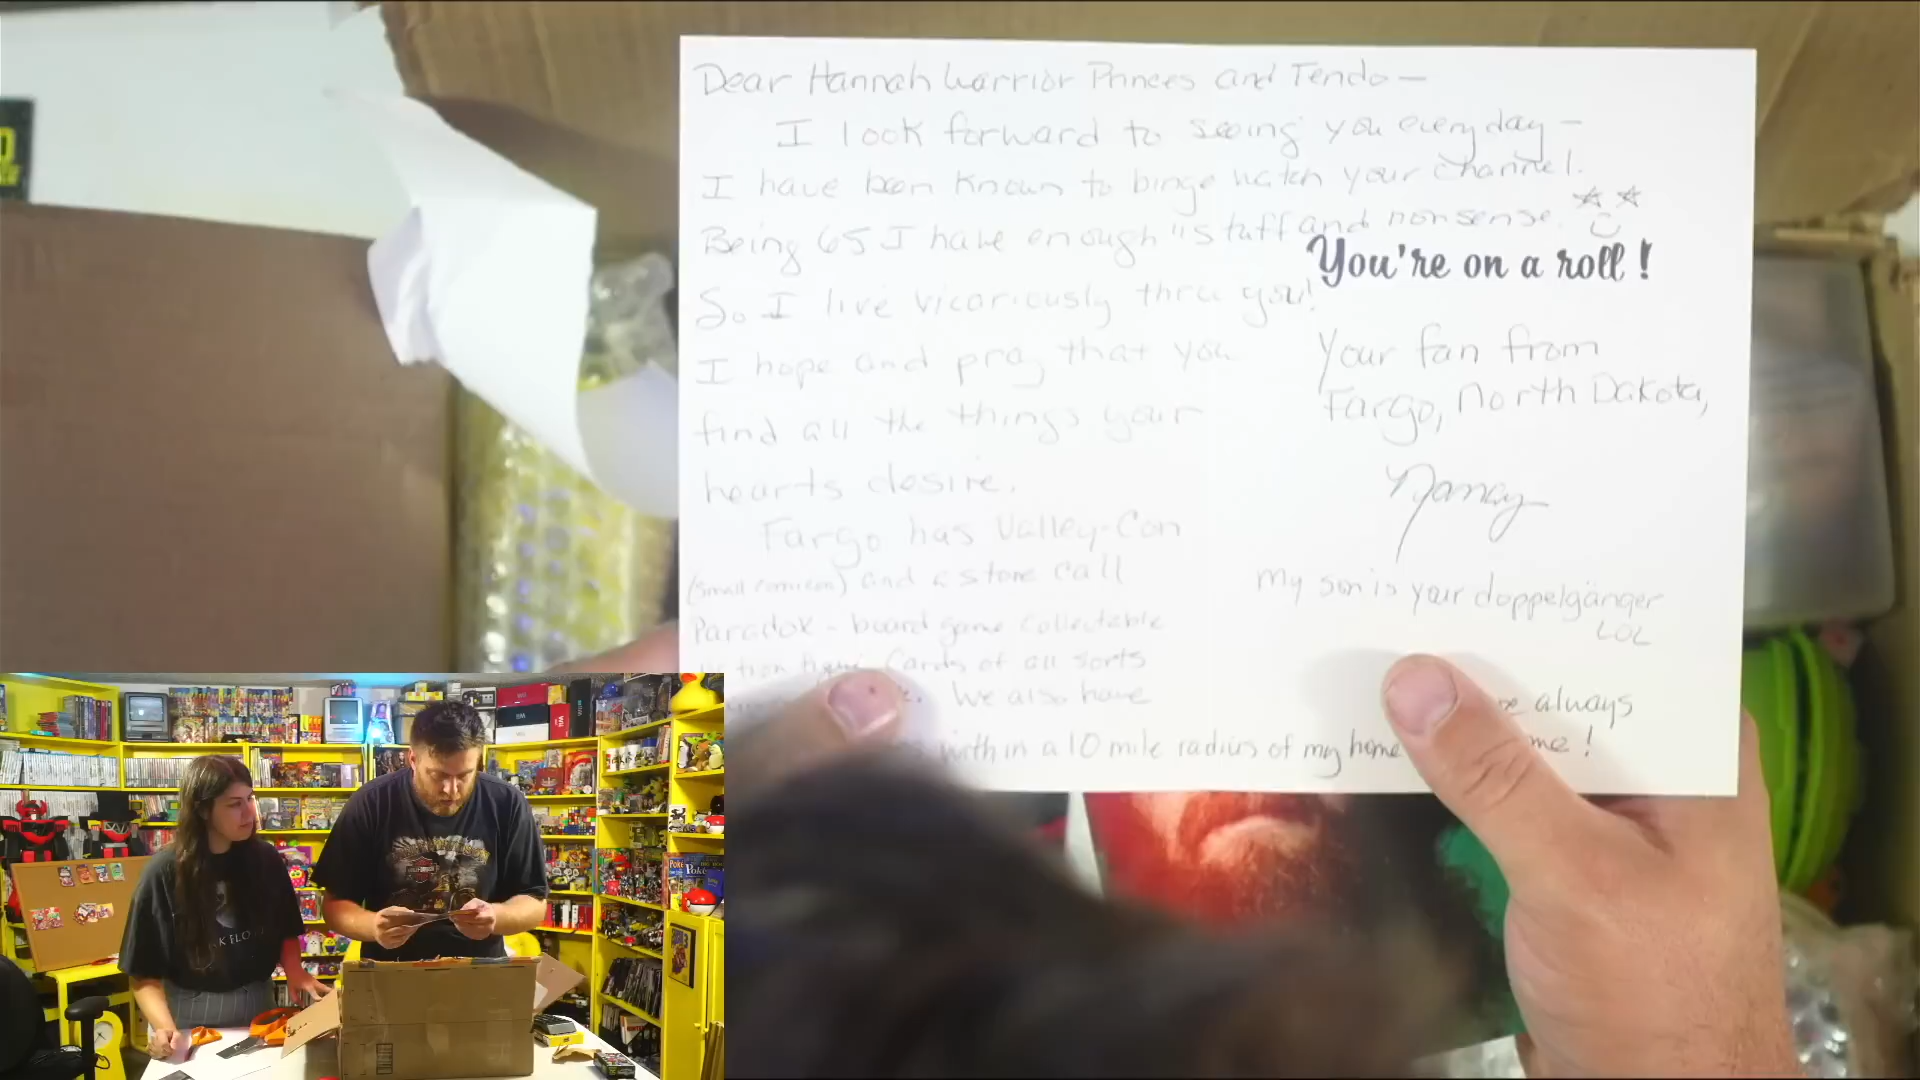 Dear Hannah Warrior Princes and Tendo —
I look forward to seeing you everyday –
I have been known to binge watch your channel.
Being 65 I have enough "stuff and nonsense.
So I live vicariously thru you!
I hope and pray that you
find all the things your
hearts desire.
Fargo has Valley-Con
(small comicon) and a store call
Paradox - board game collectable
Cards of all sorts
We also have
within a 10 mile radius of my home
You're on a roll!
Your fan from
Fargo, North Dakota,
Nancy
My son is your doppelgänger
LOL
always
me!